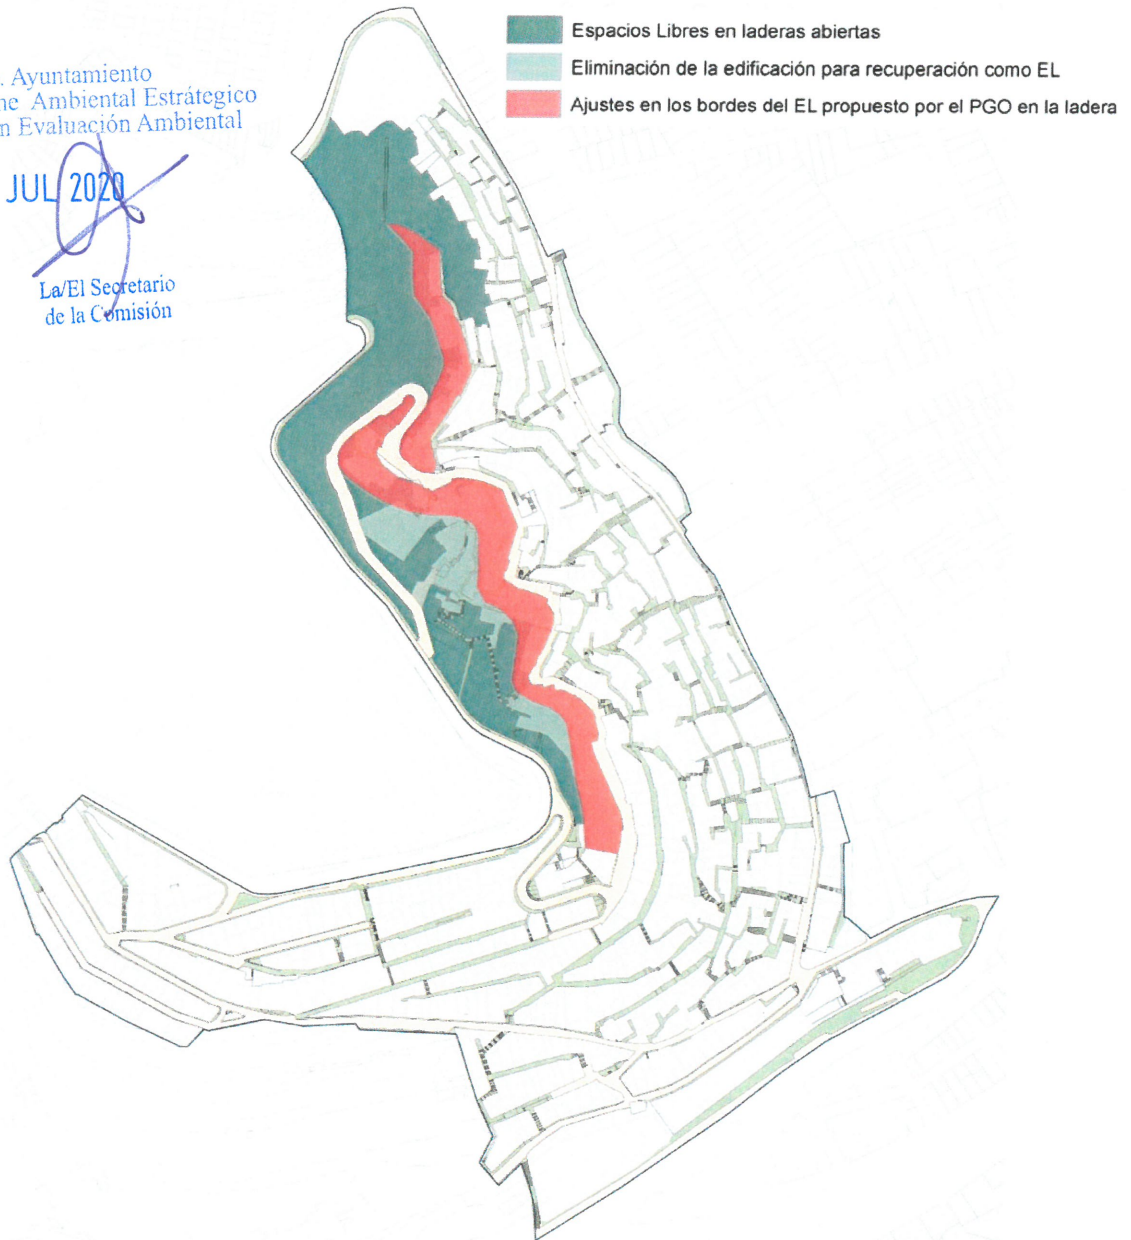 Espacios Libres en laderas abiertas
Eliminación de la edificación para recuperación como EL
Ajustes en los bordes del EL propuesto por el PGO en la ladera
. Ayuntamiento
Ambiental Estrátegico
n Evaluación Ambiental
JUL 2020
La/El Secretario
de la Comisión